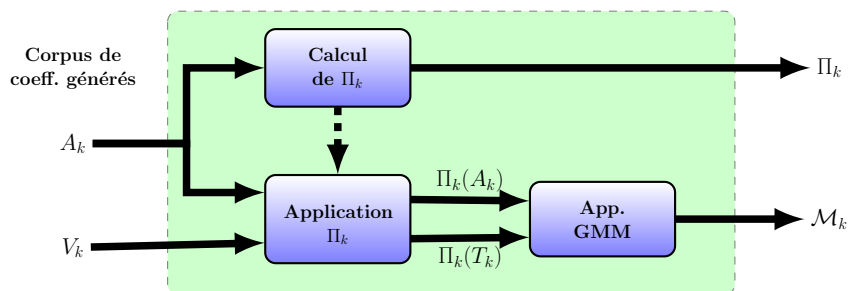 Corpus de
coeff. générés
Calcul
de Πₖ
Πₖ
Aₖ
Application
Πₖ
Πₖ(Aₖ)
Πₖ(Tₖ)
App.
GMM
ℳₖ
Vₖ